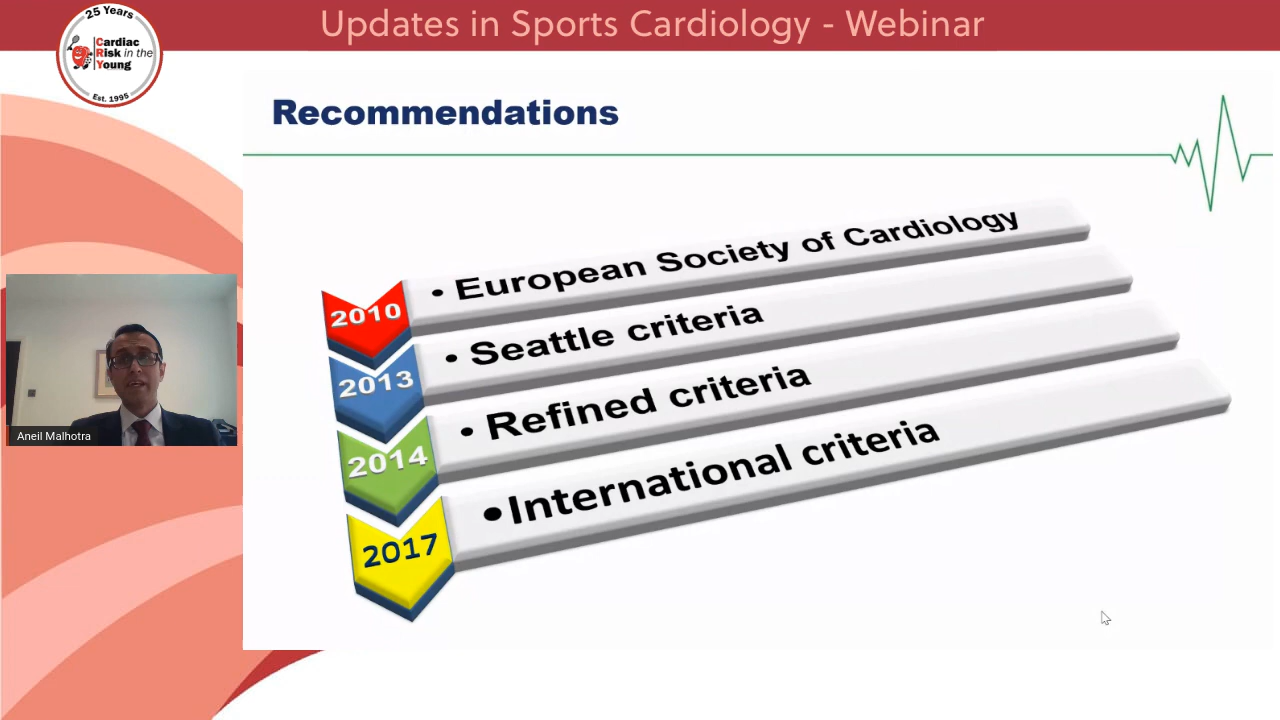 Updates in Sports Cardiology - Webinar
25 Years
Cardiac
Risk in the
Young
Est. 1995
Recommendations
2010
• European Society of Cardiology
2013
• Seattle criteria
2014
• Refined criteria
2017
• International criteria
Aneil Malhotra